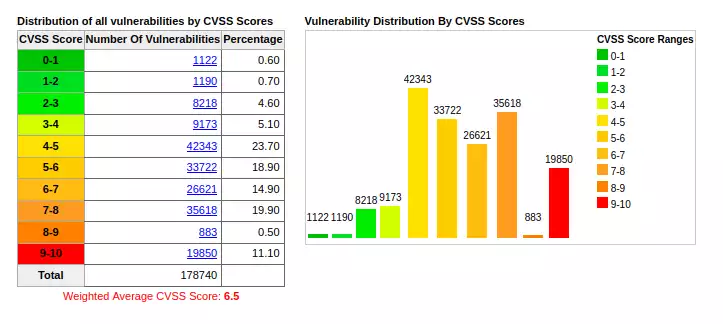 Distribution of all vulnerabilities by CVSS Scores
CVSS Score Number Of Vulnerabilities Percentage
0-1 1122 0.60
1-2 1190 0.70
2-3 8218 4.60
3-4 9173 5.10
4-5 42343 23.70
5-6 33722 18.90
6-7 26621 14.90
7-8 35618 19.90
8-9 883 0.50
9-10 19850 11.10
Total 178740
Weighted Average CVSS Score: 6.5
Vulnerability Distribution By CVSS Scores
1122
1190
8218
9173
42343
33722
26621
35618
883
19850
CVSS Score Ranges
0-1
1-2
2-3
3-4
4-5
5-6
6-7
7-8
8-9
9-10